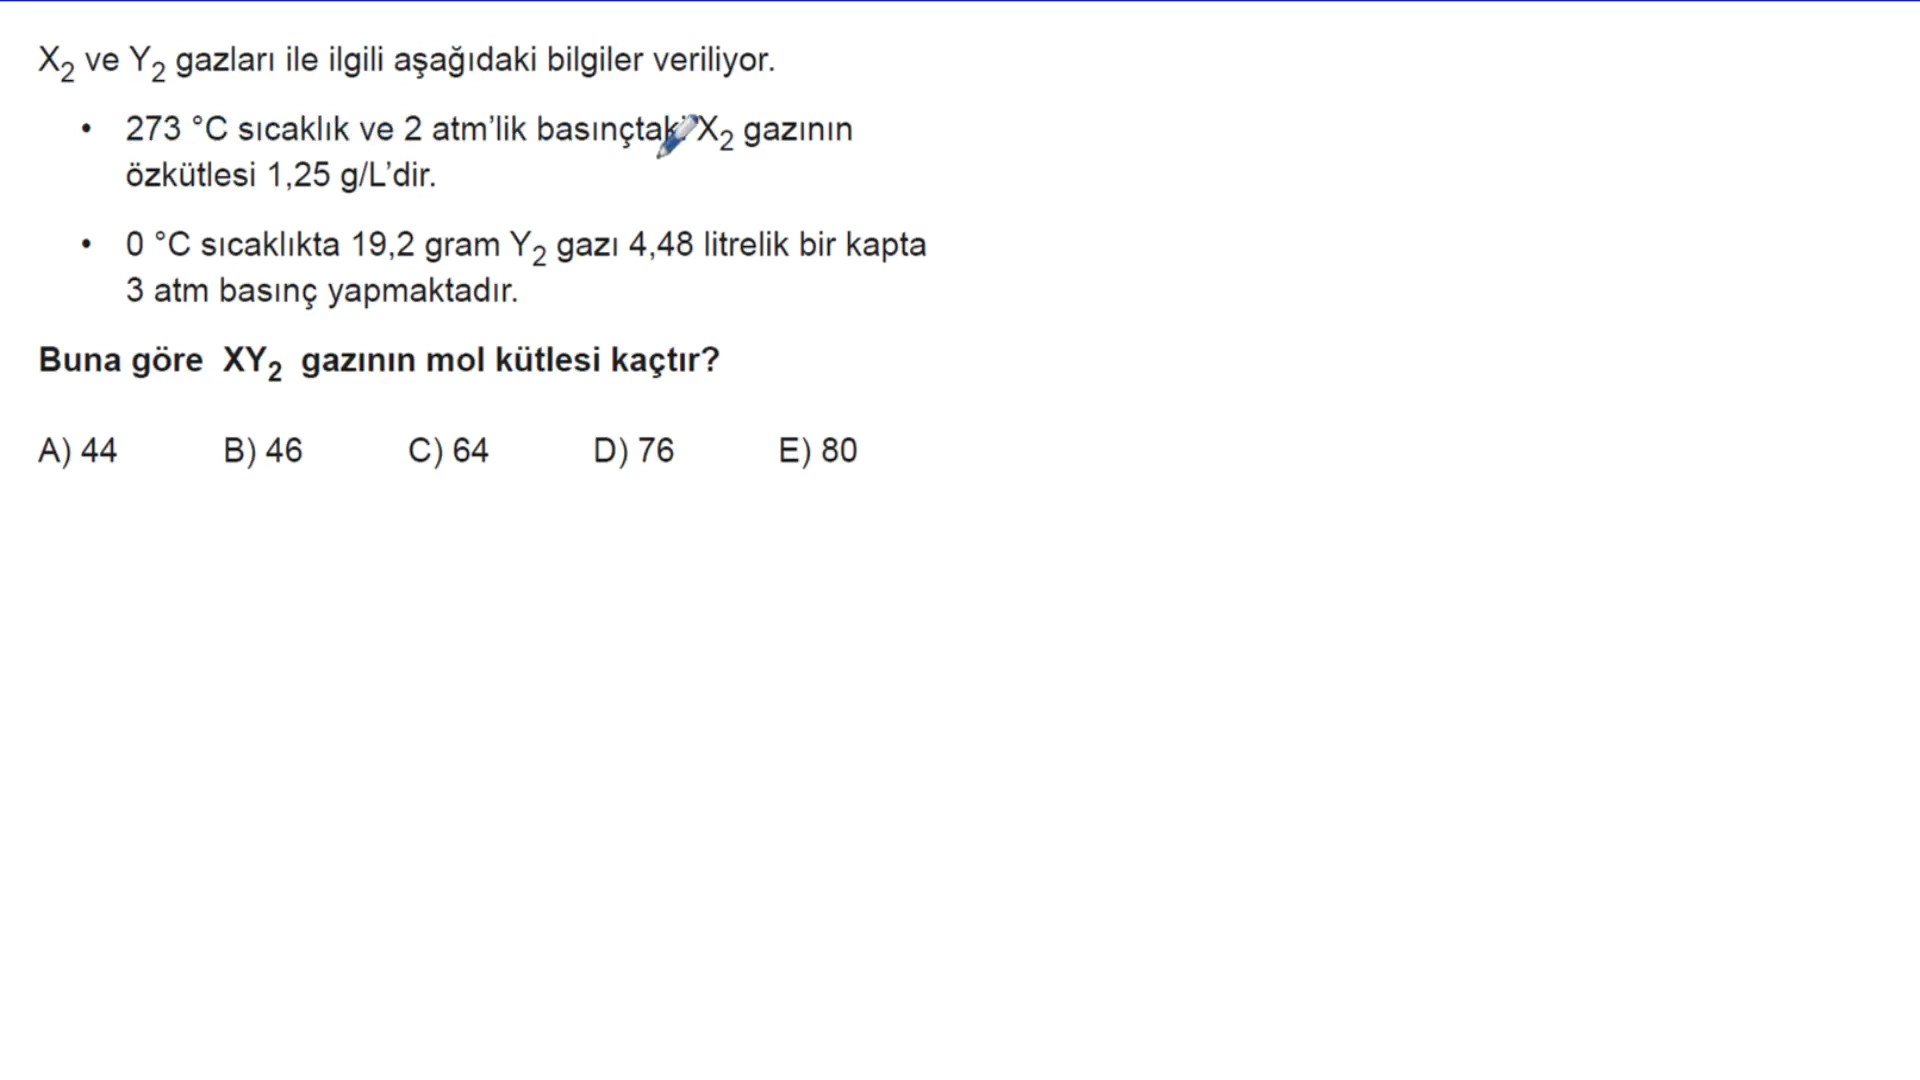 X₂ ve Y₂ gazları ile ilgili aşağıdaki bilgiler veriliyor.
• 273 °C sıcaklık ve 2 atm’lik basınçtaki X₂ gazının
özkütlesi 1,25 g/L’dir.
• 0 °C sıcaklıkta 19,2 gram Y₂ gazı 4,48 litrelik bir kapta
3 atm basınç yapmaktadır.
Buna göre XY₂ gazının mol kütlesi kaçtır?
A) 44 B) 46 C) 64 D) 76 E) 80